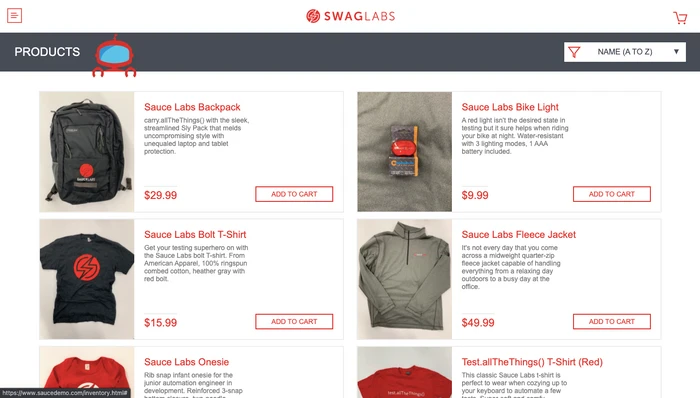 SWAGLABS
PRODUCTS
NAME (A TO Z)
Sauce Labs Backpack
carry.allTheThings() with the sleek,
streamlined Sly Pack that melds
uncompromising style with
unequaled laptop and tablet
protection.
$29.99
ADD TO CART
Sauce Labs Bike Light
A red light isn't the desired state in
testing but it sure helps when riding
your bike at night. Water-resistant
with 3 lighting modes, 1 AAA
battery included.
$9.99
ADD TO CART
Sauce Labs Bolt T-Shirt
Get your testing superhero on with
the Sauce Labs bolt T-shirt. From
American Apparel, 100% ringspun
combed cotton, heather gray with
red bolt.
$15.99
ADD TO CART
Sauce Labs Fleece Jacket
It's not every day that you come
across a midweight quarter-zip
fleece jacket capable of handling
everything from a relaxing day
outdoors to a busy day at the
office.
$49.99
ADD TO CART
Sauce Labs Onesie
Rib snap infant onesie for the
junior automation engineer in
development. Reinforced 3-snap
Test.allTheThings() T-Shirt (Red)
This classic Sauce Labs t-shirt is
perfect to wear when cozying up to
your keyboard to automate a few
https://www.saucedemo.com/inventory.html#